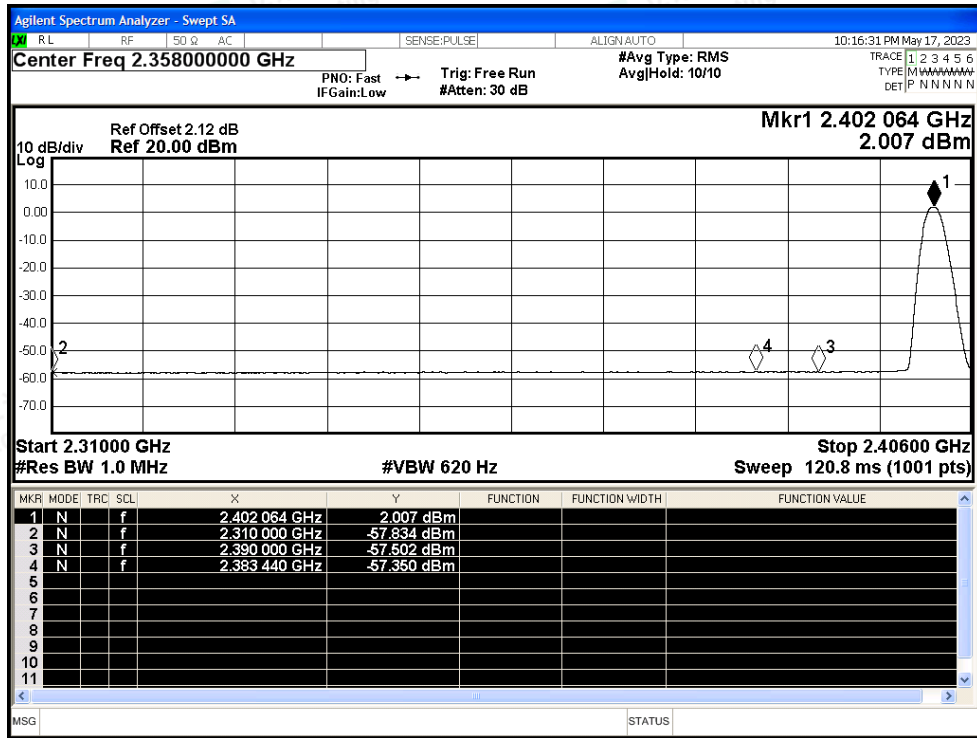 Agilent Spectrum Analyzer - Swept SA
LXI RL RF 50 Ω AC SENSE:PULSE ALIGN AUTO 10:16:31 PM May 17, 2023
Center Freq 2.358000000 GHz
PNO: Fast
IFGain:Low
Trig: Free Run
#Atten: 30 dB
#Avg Type: RMS
Avg|Hold: 10/10
TRACE 1 2 3 4 5 6
TYPE M
DET P N N N N N
Ref Offset 2.12 dB
10 dB/div Ref 20.00 dBm
Log
Mkr1 2.402 064 GHz
2.007 dBm
10.0
0.00
-10.0
-20.0
-30.0
-40.0
-50.0
-60.0
-70.0
1
2
4
3
Start 2.31000 GHz Stop 2.40600 GHz
#Res BW 1.0 MHz #VBW 620 Hz Sweep 120.8 ms (1001 pts)
MKR MODE TRC SCL X Y FUNCTION FUNCTION WIDTH FUNCTION VALUE
1 N f 2.402 064 GHz 2.007 dBm
2 N f 2.310 000 GHz -57.834 dBm
3 N f 2.390 000 GHz -57.502 dBm
4 N f 2.383 440 GHz -57.350 dBm
5
6
7
8
9
10
11
MSG STATUS